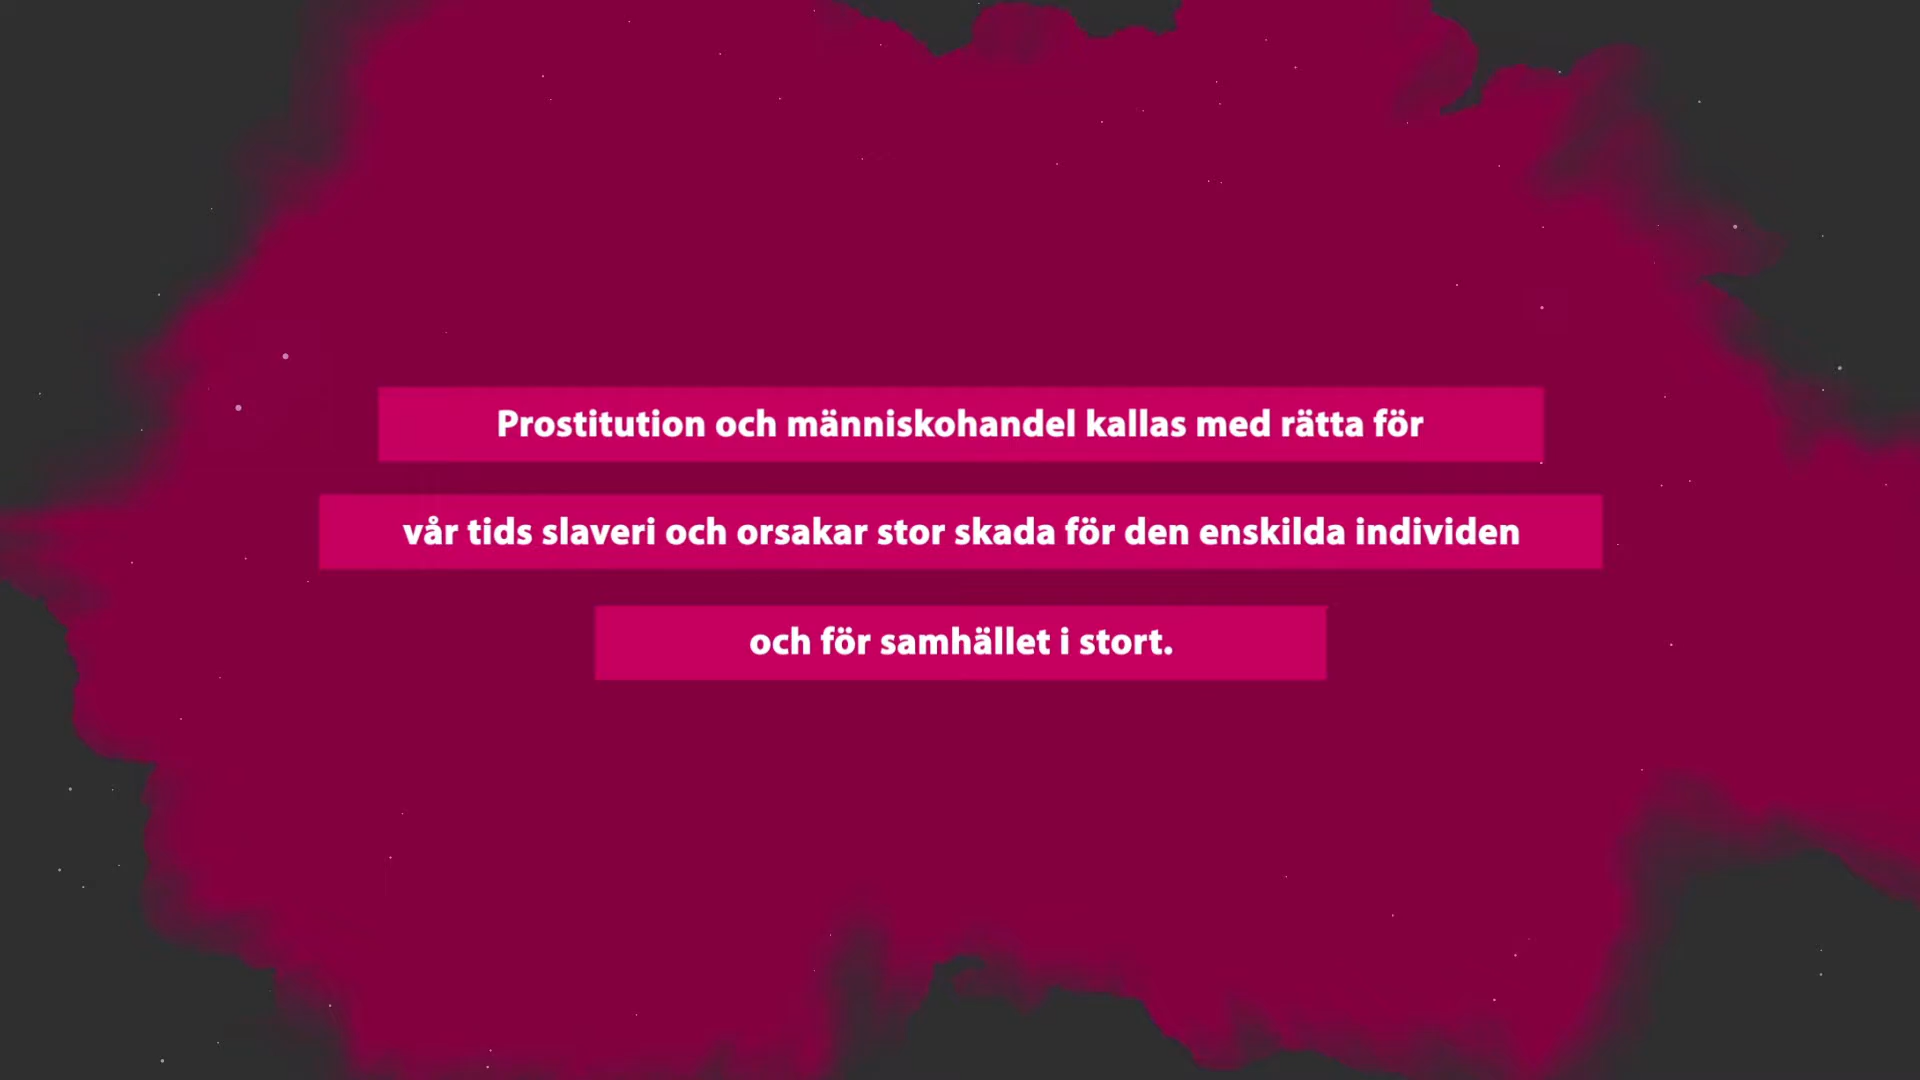 Prostitution och människohandel kallas med rätta för
vår tids slaveri och orsakar stor skada för den enskilda individen
och för samhället i stort.